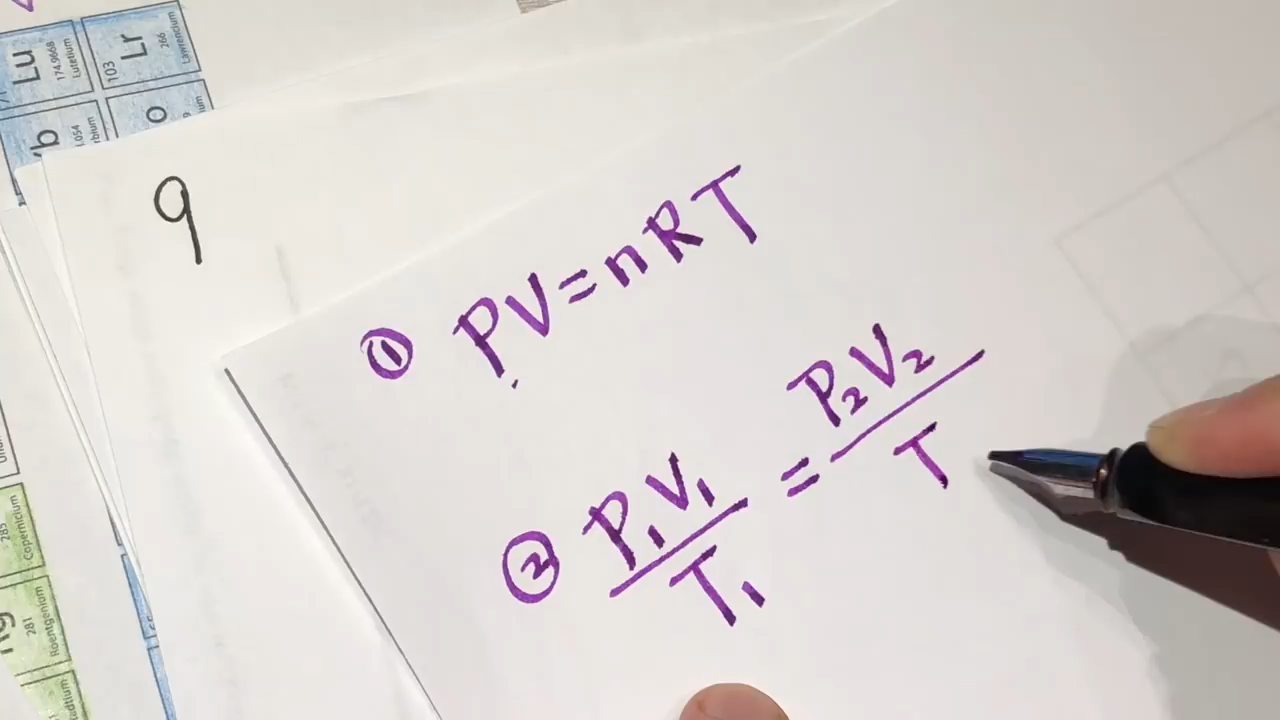 Lu
174.9668
Lutetium
103
Lr
266
Lawrencium
9
① PV=nRT
② P₁V₁/T₁ = P₂V₂/T
285
Copernicium
281
Roentgenium